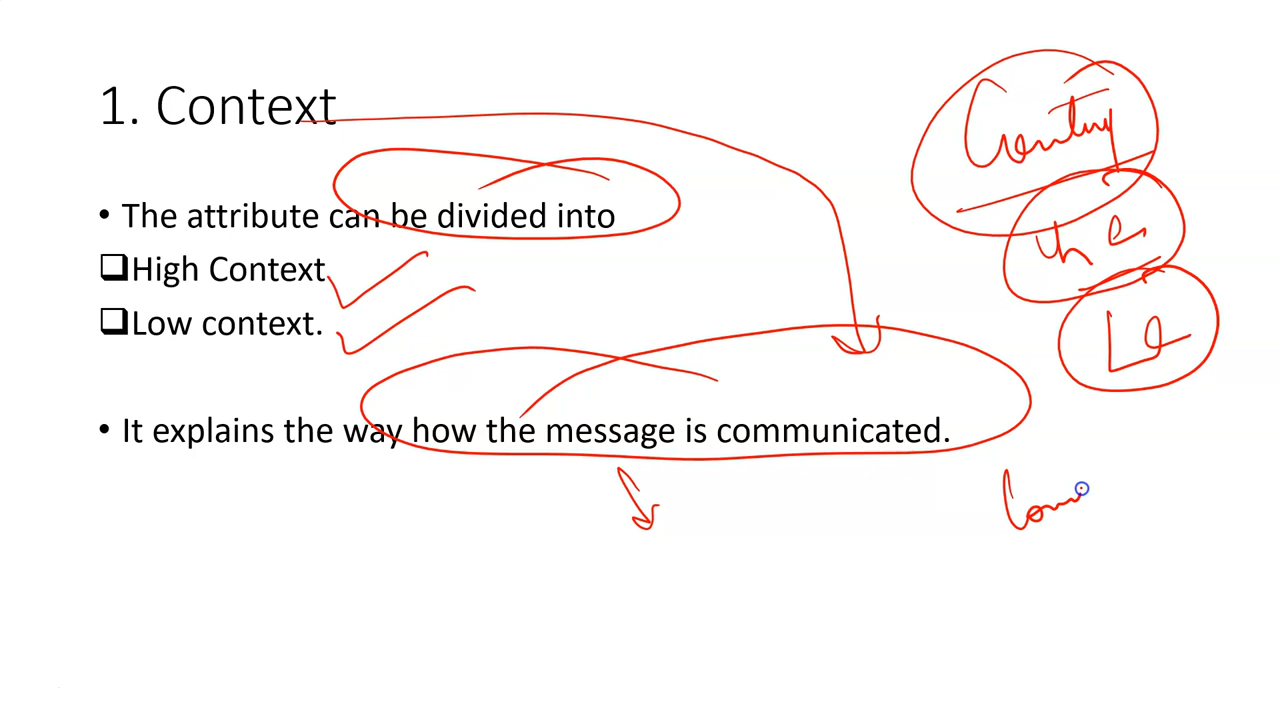 1. Context
• The attribute can be divided into
❑High Context
❑Low context.
• It explains the way how the message is communicated.